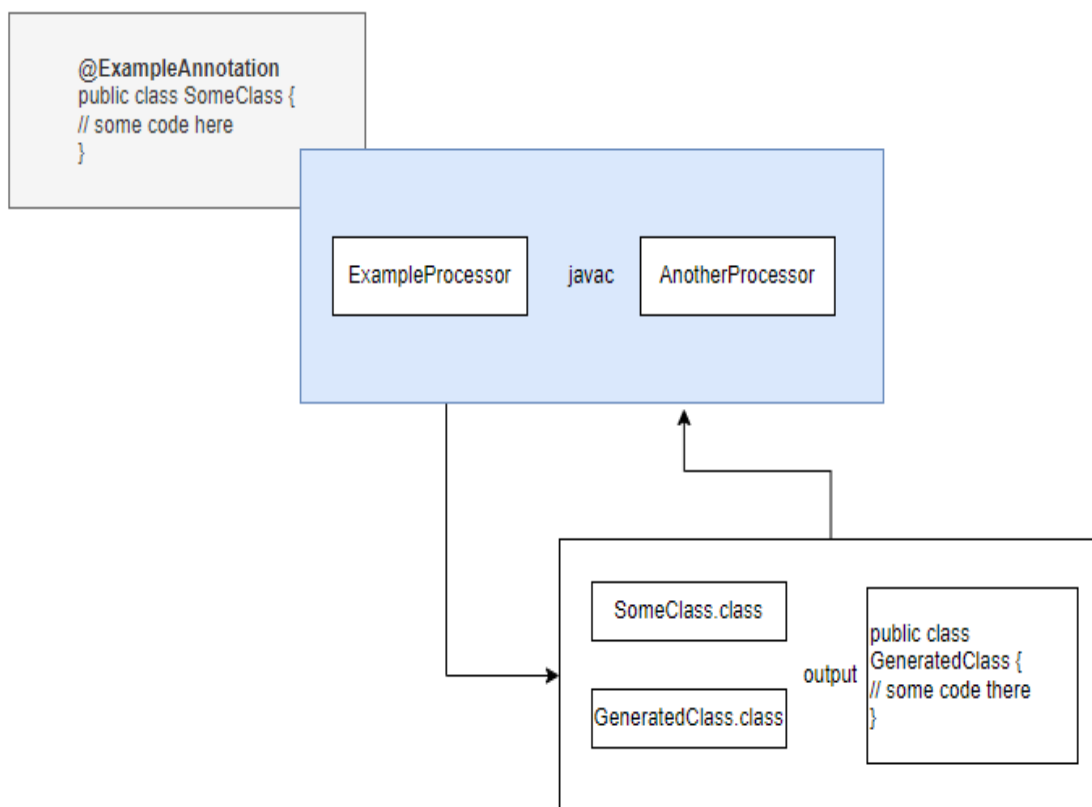 @ExampleAnnotation
public class SomeClass {
// some code here
}
ExampleProcessor
javac
AnotherProcessor
SomeClass.class
GeneratedClass.class
output
public class
GeneratedClass {
// some code there
}